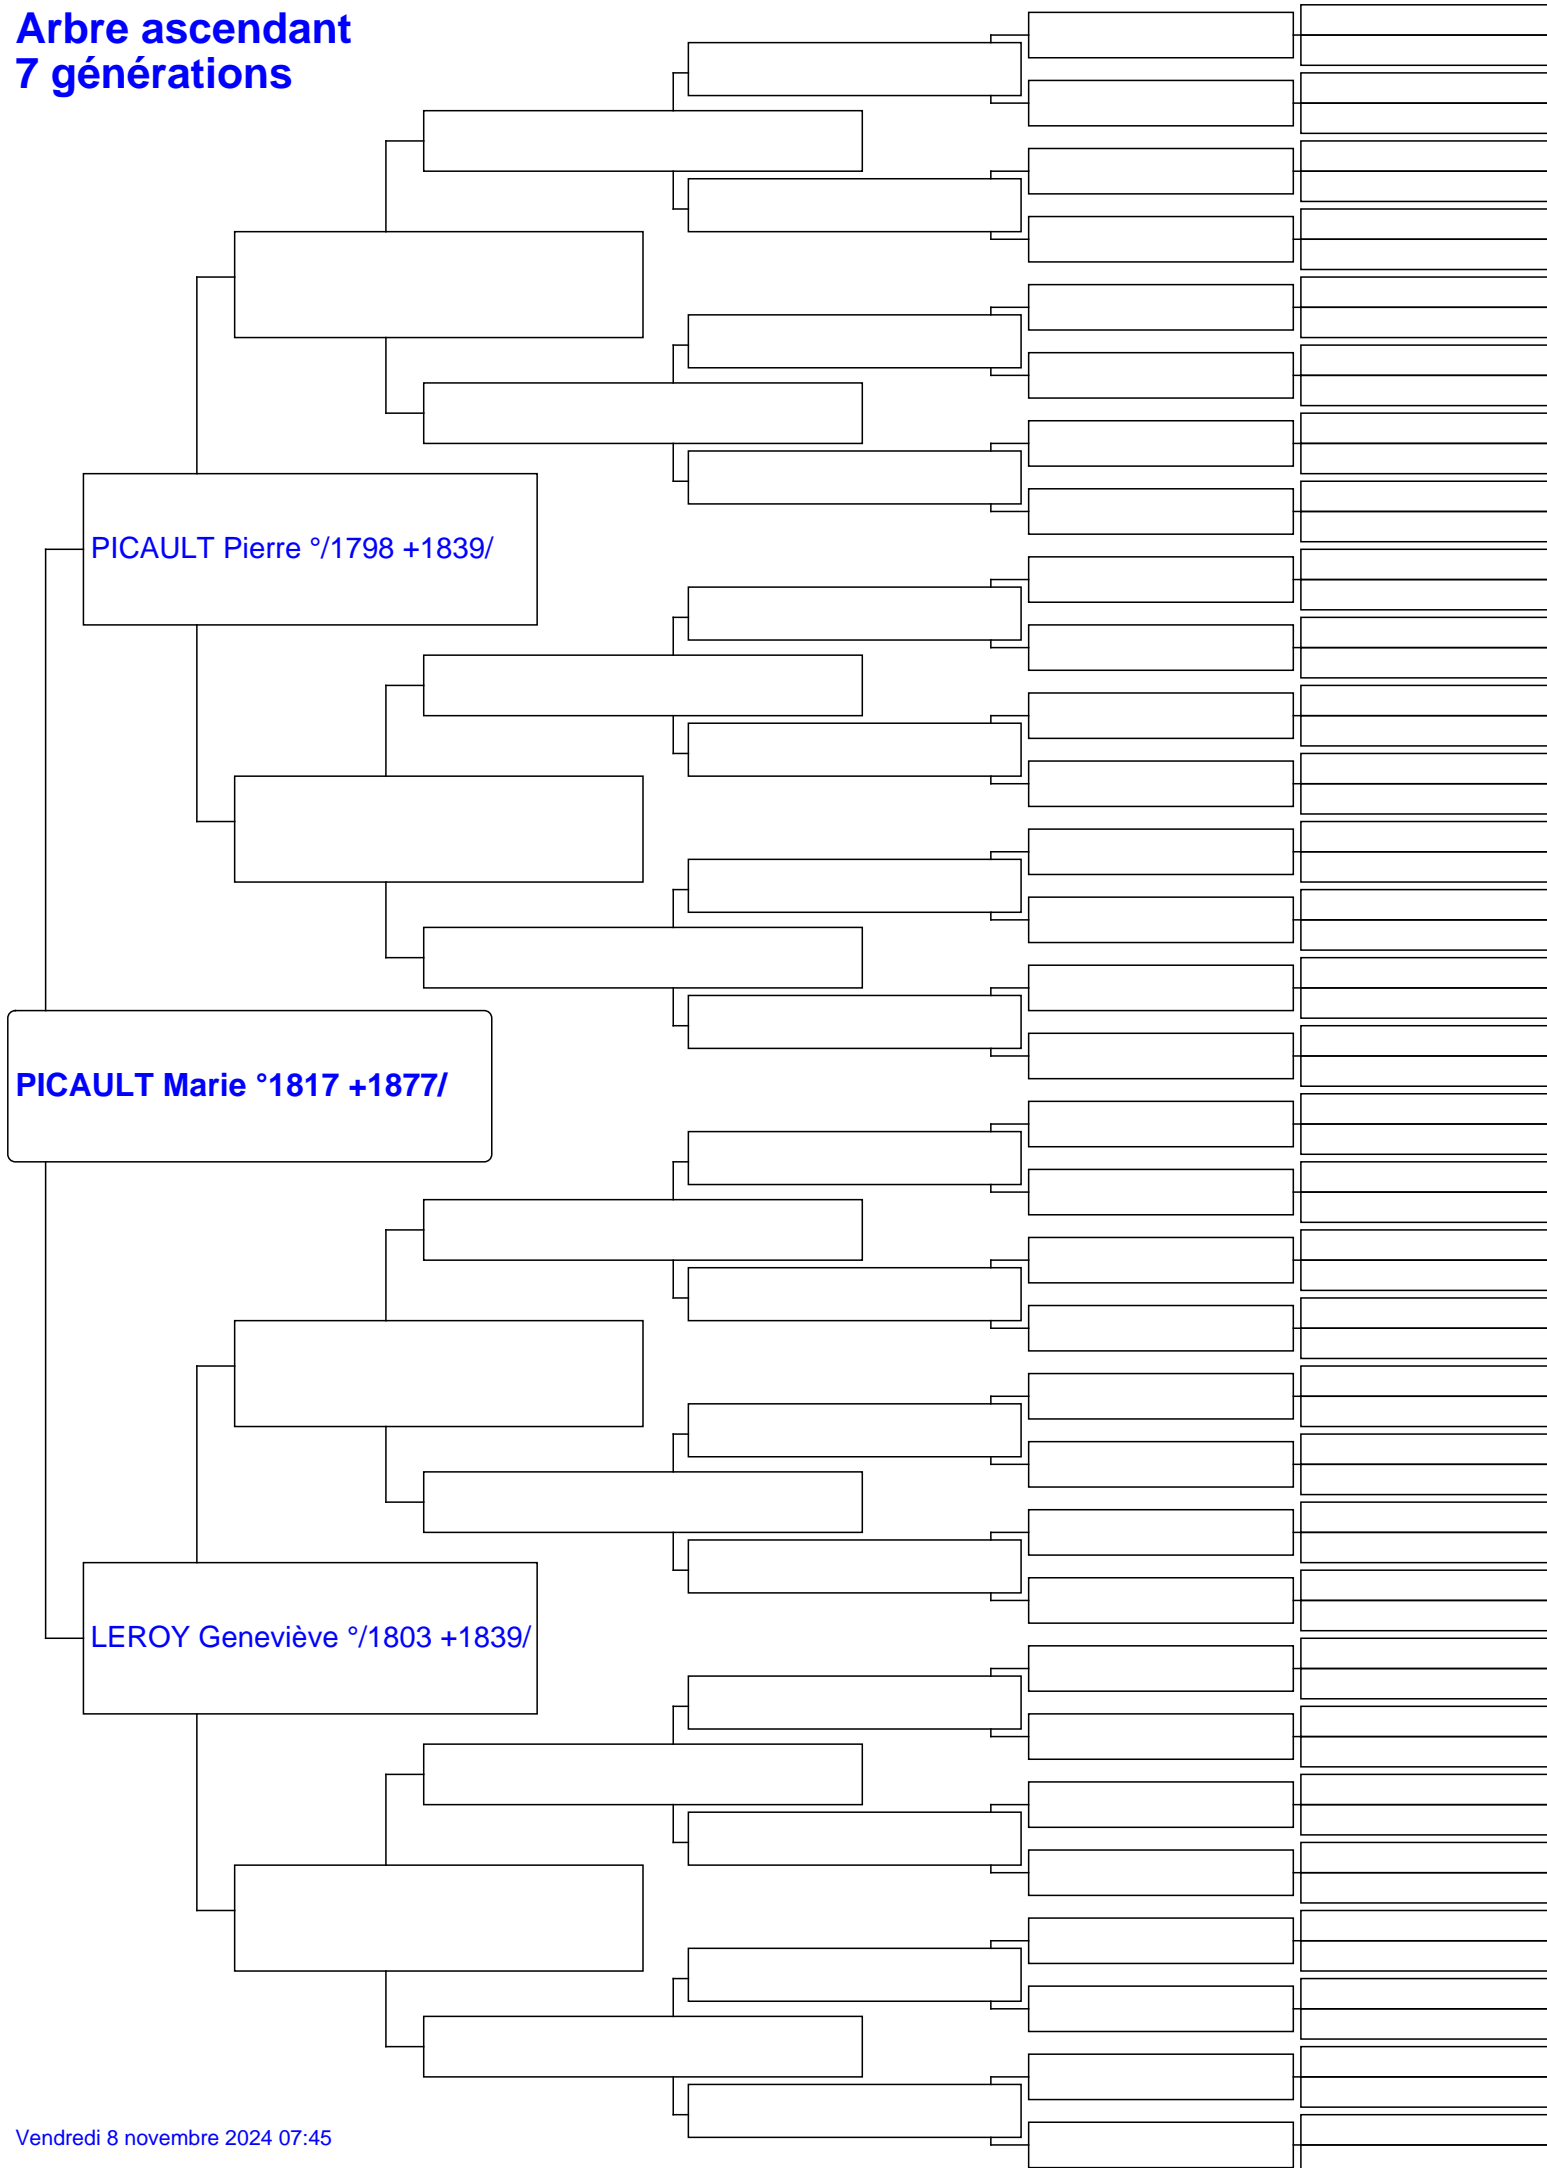 Arbre ascendant
7 générations
PICAULT Pierre °/1798 +1839/
PICAULT Marie °1817 +1877/
LEROY Geneviève °/1803 +1839/
Vendredi 8 novembre 2024 07:45